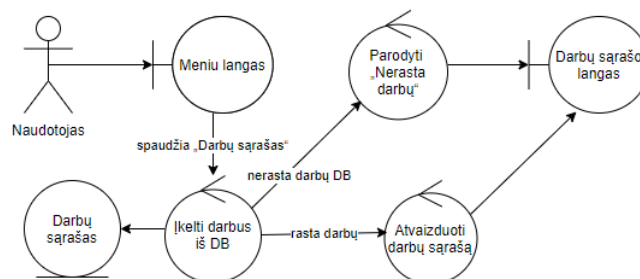 Naudotojas
Meniu langas
Parodyti
„Nerasta
darbų“
Darbų sąrašo
langas
spaudžia „Darbų sąrašas“
nerasta darbų DB
Darbų
sąrašas
Įkelti darbus
iš DB
rasta darbų
Atvaizduoti
darbų sąrašą